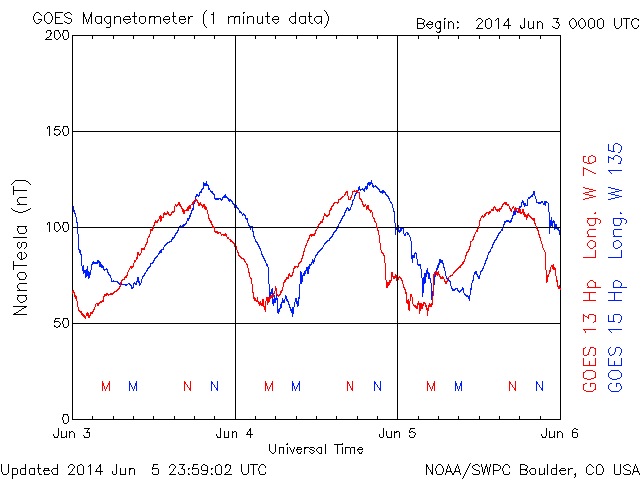 GOES Magnetometer (1 minute data)
Begin: 2014 Jun 3 0000 UTC
200
150
100
50
0
NanoTesla (nT)
M M N N M M N N M M N N
Jun 3 Jun 4 Jun 5 Jun 6
Universal Time
GOES 13 Hp Long. W 76
GOES 15 Hp Long. W 135
Updated 2014 Jun 5 23:59:02 UTC
NOAA/SWPC Boulder, CO USA